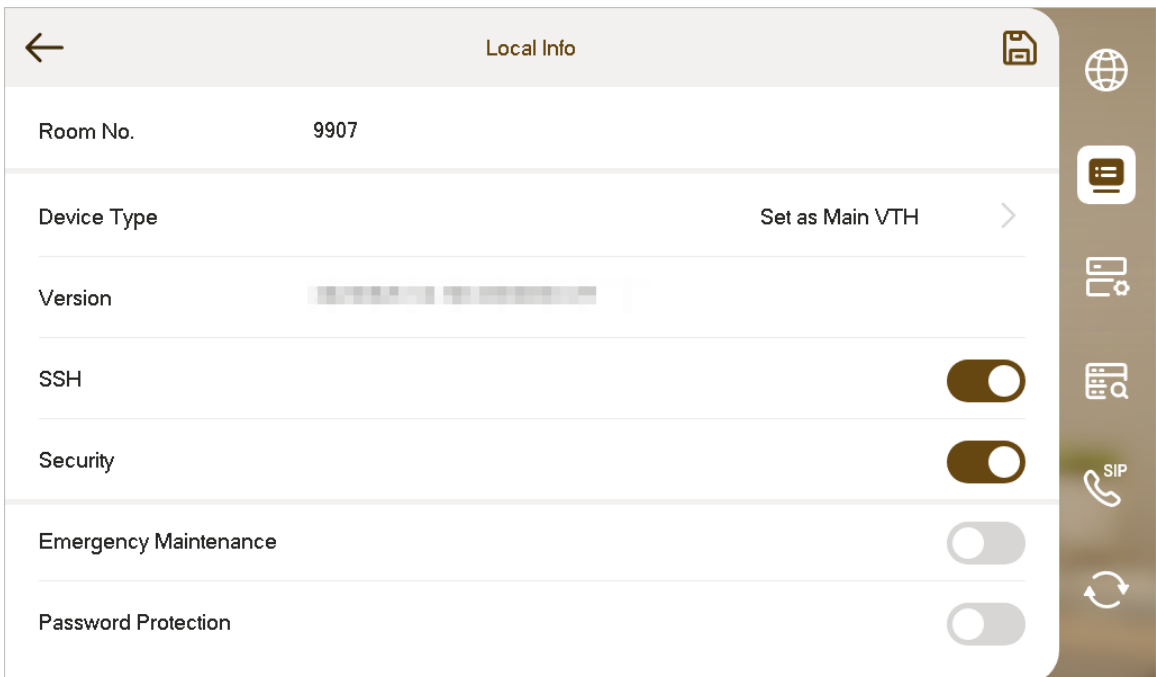 Local Info
Room No. 9907
Device Type Set as Main VTH
Version
SSH
Security
SIP
Emergency Maintenance
Password Protection